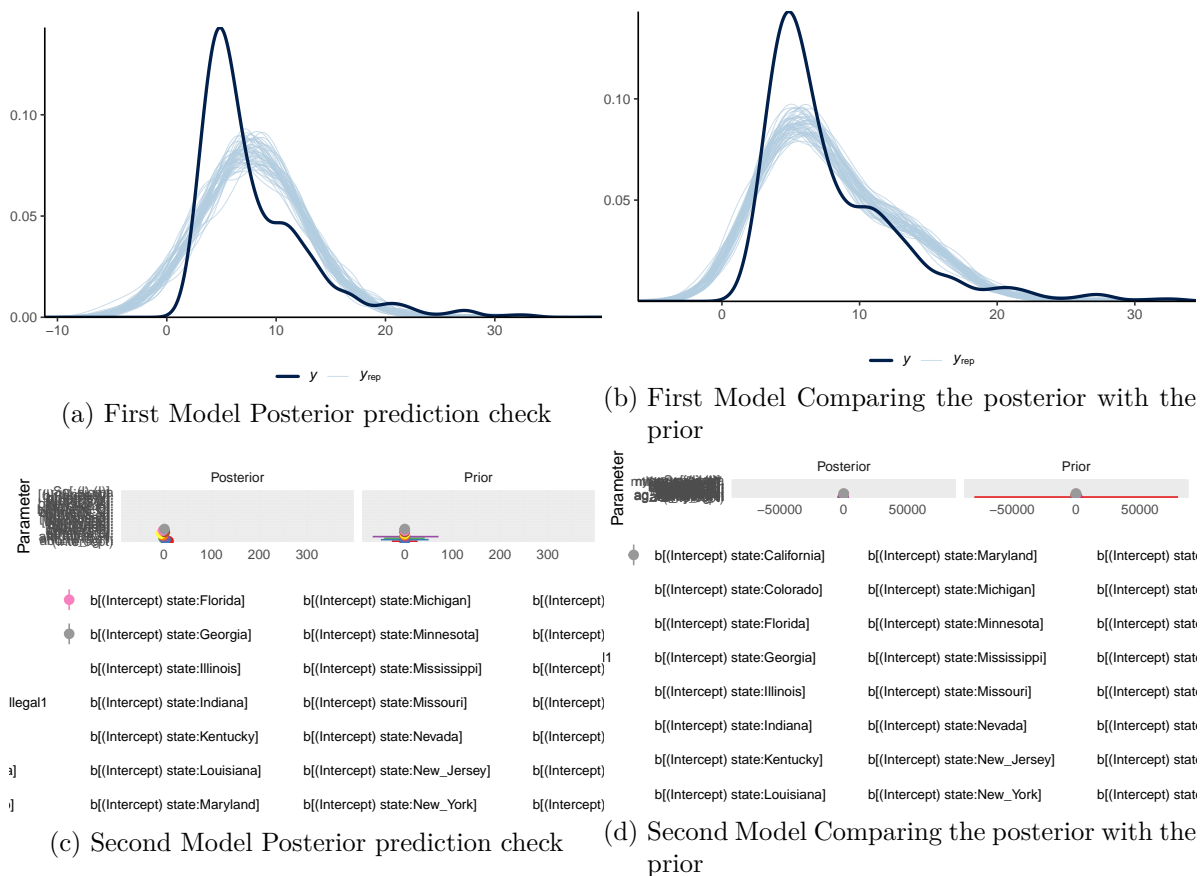 0.10
0.05
0.00
−10
0
10
20
30
y
yrep
(a) First Model Posterior prediction check
0.10
0.05
0
10
20
30
y
yrep
(b) First Model Comparing the posterior with the
prior
Parameter
Posterior
Prior
0
100
200
300
0
100
200
300
b[(Intercept) state:Florida]
b[(Intercept) state:Michigan]
b[(Intercept)
b[(Intercept) state:Georgia]
b[(Intercept) state:Minnesota]
b[(Intercept)
b[(Intercept) state:Illinois]
b[(Intercept) state:Mississippi]
b[(Intercept)
llegal1
b[(Intercept) state:Indiana]
b[(Intercept) state:Missouri]
b[(Intercept)
b[(Intercept) state:Kentucky]
b[(Intercept) state:Nevada]
b[(Intercept)
a]
b[(Intercept) state:Louisiana]
b[(Intercept) state:New_Jersey]
b[(Intercept)
b[(Intercept) state:Maryland]
b[(Intercept) state:New_York]
b[(Intercept)
(c) Second Model Posterior prediction check
Parameter
Posterior
Prior
−50000
0
50000
−50000
0
50000
b[(Intercept) state:California]
b[(Intercept) state:Maryland]
b[(Intercept) state
b[(Intercept) state:Colorado]
b[(Intercept) state:Michigan]
b[(Intercept) state
b[(Intercept) state:Florida]
b[(Intercept) state:Minnesota]
b[(Intercept) state
l1
b[(Intercept) state:Georgia]
b[(Intercept) state:Mississippi]
b[(Intercept) state
b[(Intercept) state:Illinois]
b[(Intercept) state:Missouri]
b[(Intercept) state
b[(Intercept) state:Indiana]
b[(Intercept) state:Nevada]
b[(Intercept) state
b[(Intercept) state:Kentucky]
b[(Intercept) state:New_Jersey]
b[(Intercept) state
b[(Intercept) state:Louisiana]
b[(Intercept) state:New_York]
b[(Intercept) state
(d) Second Model Comparing the posterior with the
prior